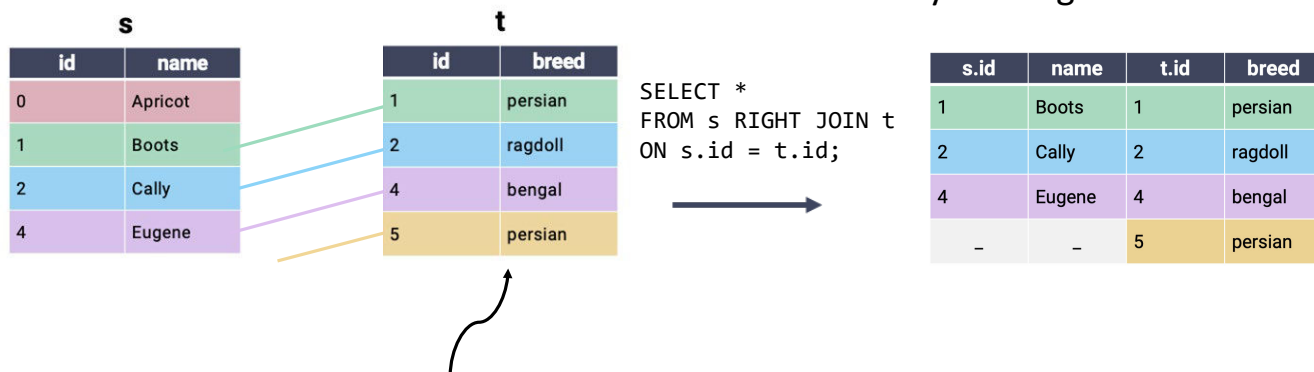 s
id name
0 Apricot
1 Boots
2 Cally
4 Eugene
t
id breed
1 persian
2 ragdoll
4 bengal
5 persian
SELECT *
FROM s RIGHT JOIN t
ON s.id = t.id;
s.id name t.id breed
1 Boots 1 persian
2 Cally 2 ragdoll
4 Eugene 4 bengal
_ _ 5 persian